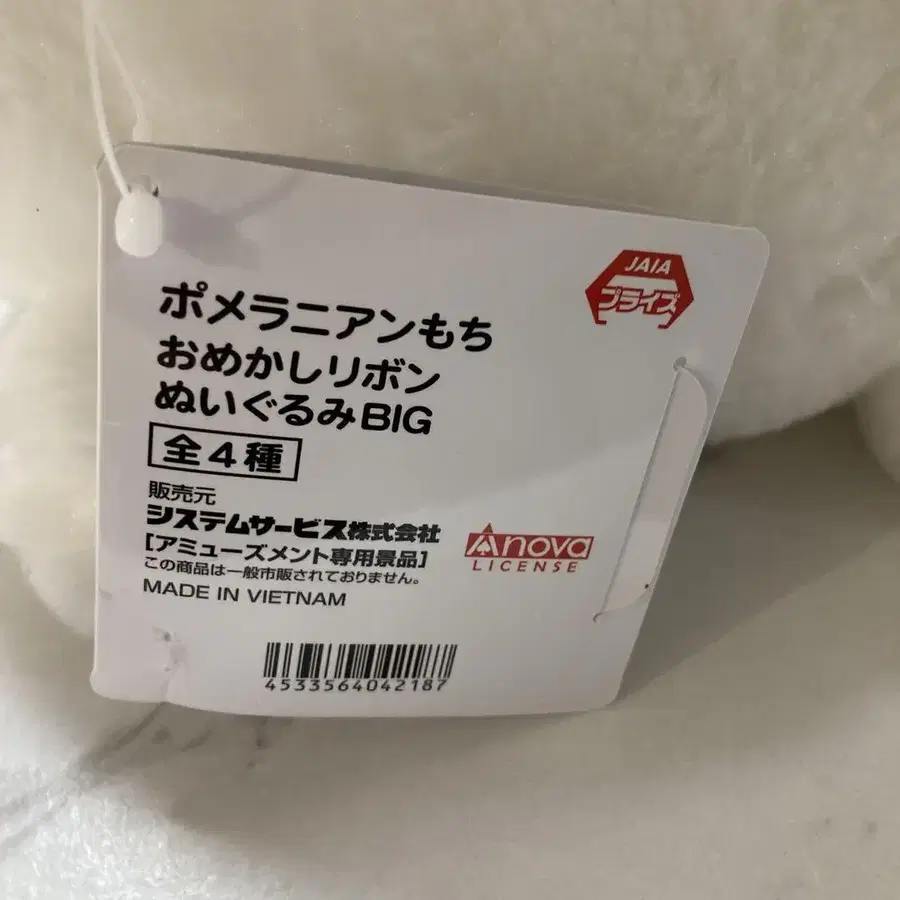 JAIA
プライズ
ポメラニアンもち
おめかしリボン
ぬいぐるみBIG
全4種
販売元
システムサービス株式会社
[アミューズメント専用景品]
この商品は一般市販されておりません。
MADE IN VIETNAM
Anova
LICENSE
4533564042187